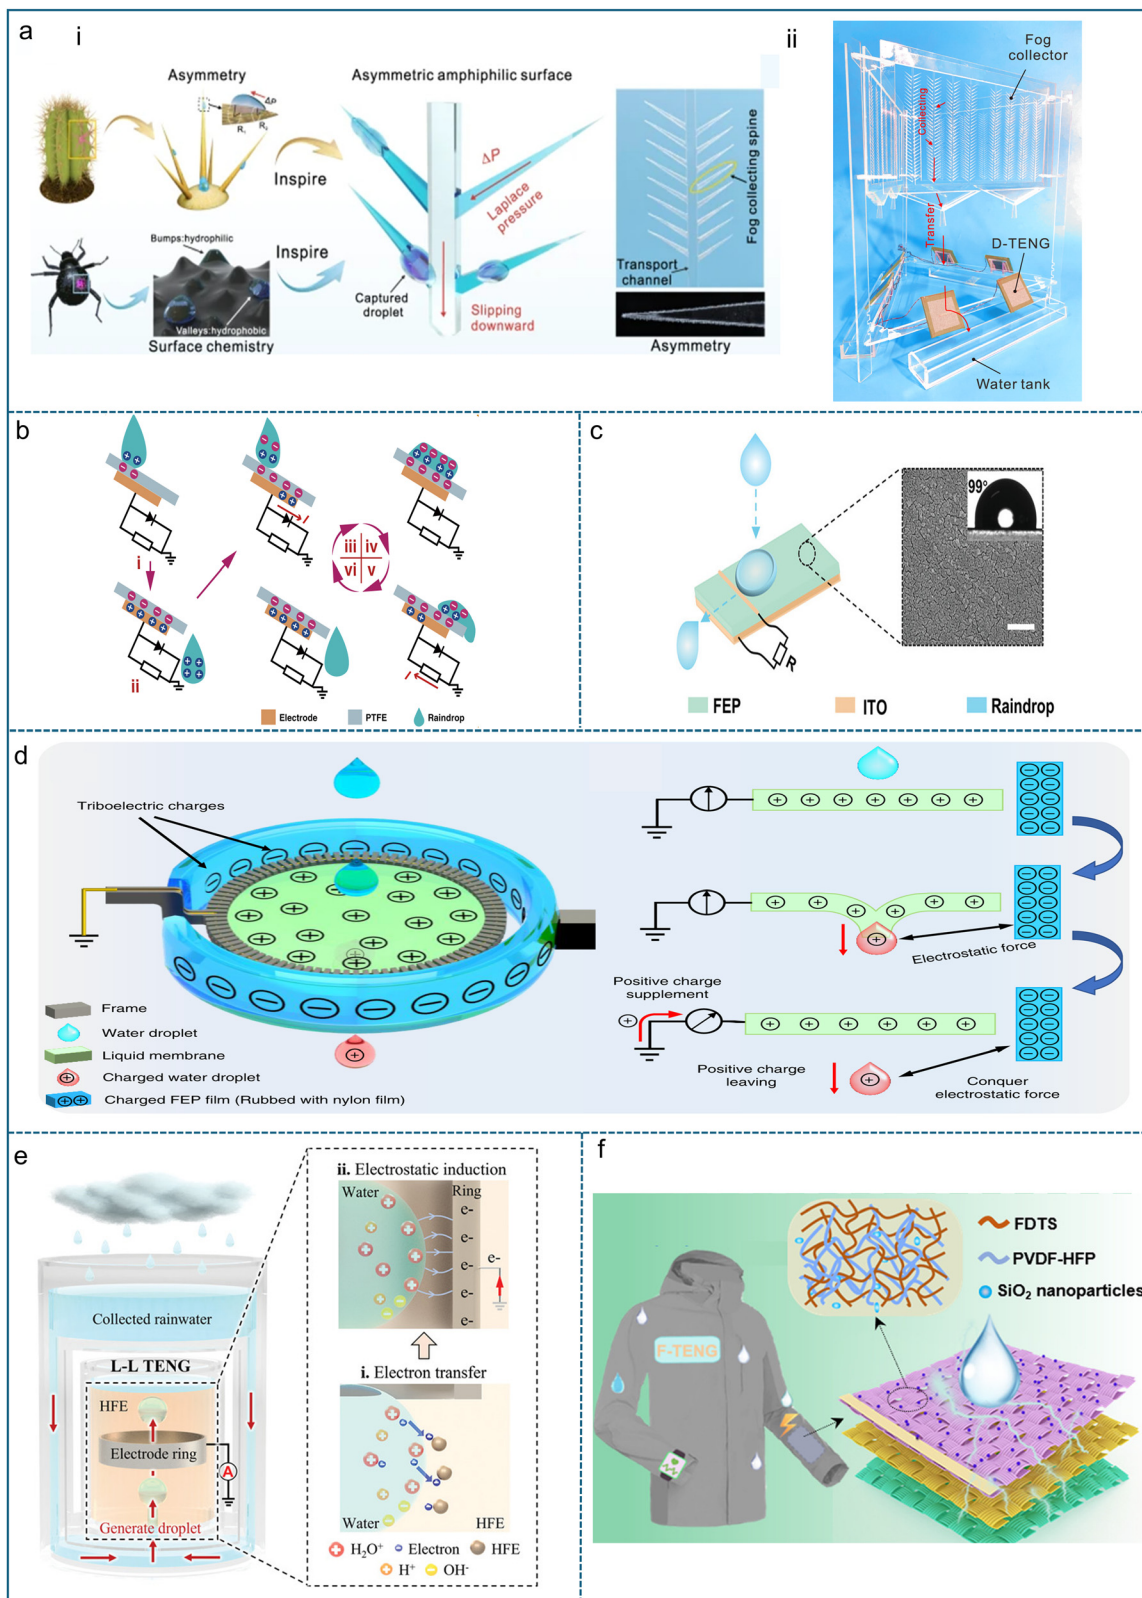 a
i
Asymmetry
ΔP
R₁
R₂
Inspire
Bumps:hydrophilic
Valleys:hydrophobic
Surface chemistry
Inspire
Asymmetric amphiphilic surface
ΔP
Laplace
pressure
Captured
droplet
Slipping
downward
Fog collecting spine
Transport
channel
Asymmetry
ii
Fog
collector
Collecting
Transfer
D-TENG
Water tank
b
i
ii
I
iii
iv
vi
v
I
Electrode
PTFE
Raindrop
c
99°
R
FEP
ITO
Raindrop
d
Triboelectric charges
Frame
Water droplet
Liquid membrane
Charged water droplet
Charged FEP film (Rubbed with nylon film)
Electrostatic force
Positive charge
supplement
Positive charge
leaving
Conquer
electrostatic force
e
Collected rainwater
L-L TENG
HFE
Electrode ring
A
Generate droplet
ii. Electrostatic induction
Water
Ring
e-
e-
e-
e-
e-
e-
i. Electron transfer
Water
HFE
H₂O⁺
Electron
HFE
H⁺
OH⁻
f
F-TENG
FDTS
PVDF-HFP
SiO₂ nanoparticles